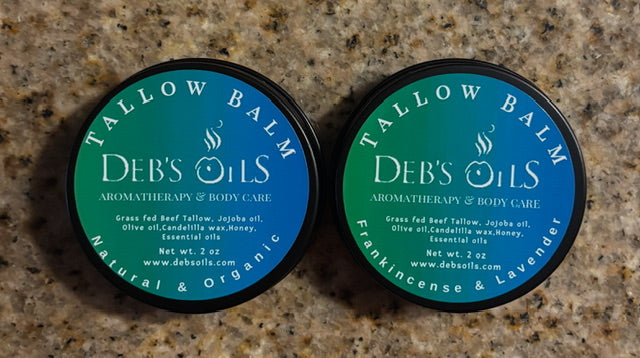 TALLOW BALM
DEB'S OILS
AROMATHERAPY & BODY CARE
Grass fed Beef Tallow, Jojoba oil,
Olive oil,Candelilla wax,Honey,
Essential oils
Net wt. 2 oz
www.debsoils.com
Natural & Organic
TALLOW BALM
DEB'S OILS
AROMATHERAPY & BODY CARE
Grass fed Beef Tallow, Jojoba oil,
Olive oil,Candelilla wax,Honey,
Essential oils
Net wt. 2 oz
www.debsoils.com
Frankincense & Lavender